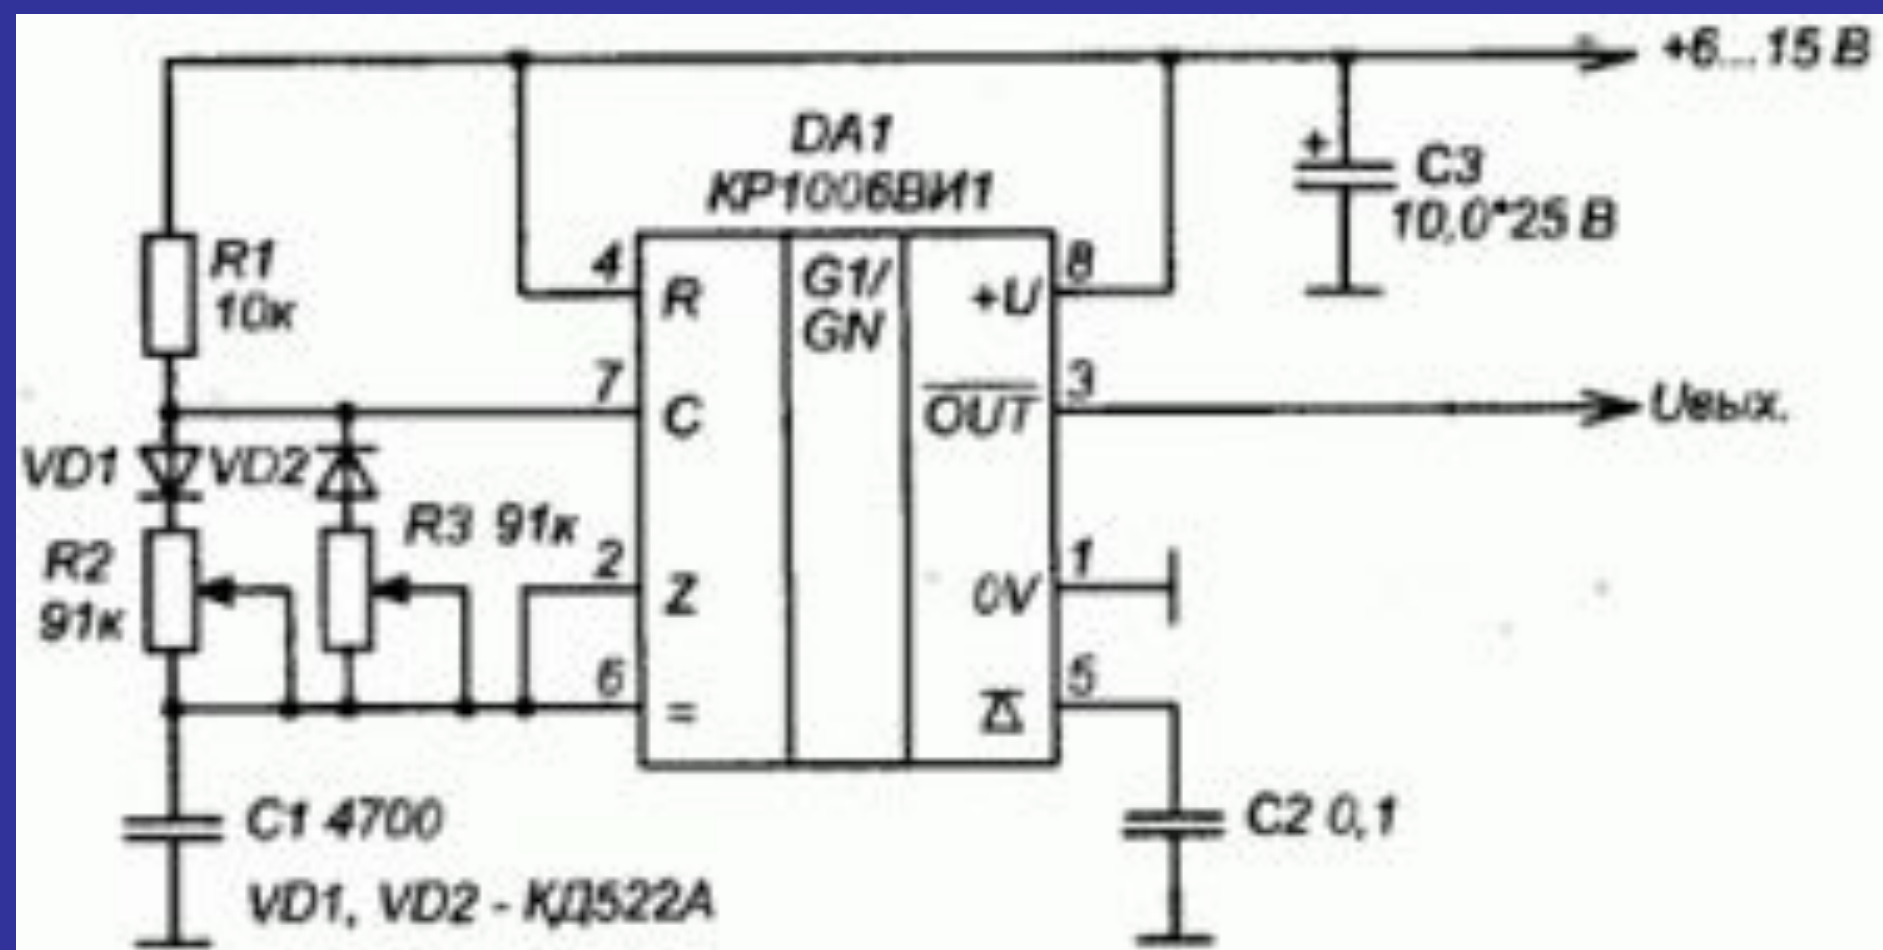 +6...15 В
DA1
КР1006ВИ1
C3
10,0*25 В
R1
10к
4
R
G1/
GN
+U
8
7
C
OUT
3
Uвых.
VD1
VD2
R2
91к
R3 91к
2
Z
0V
1
6
=
5
C1 4700
C2 0,1
VD1, VD2 - КД522А